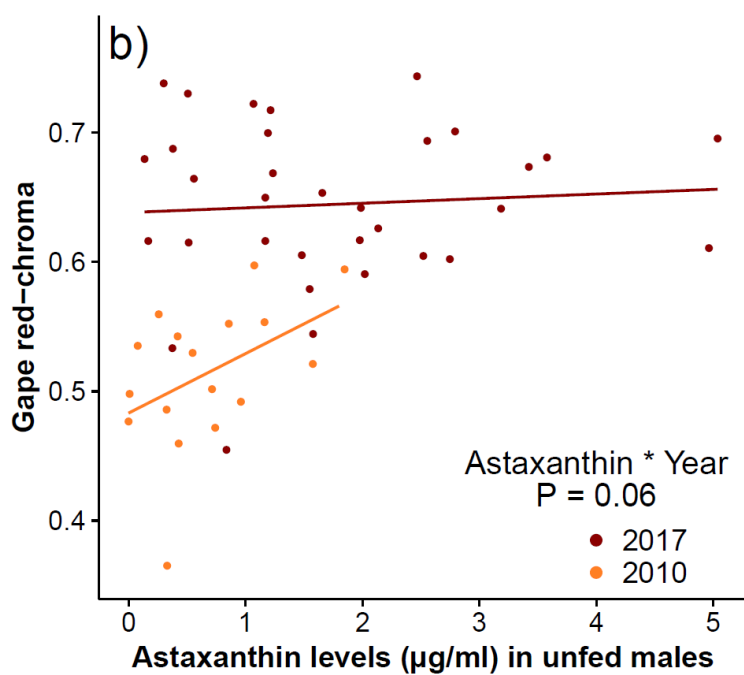 b)
0.7
0.6
0.5
0.4
Gape red−chroma
Astaxanthin * Year
P = 0.06
2017
2010
0 1 2 3 4 5
Astaxanthin levels (µg/ml) in unfed males